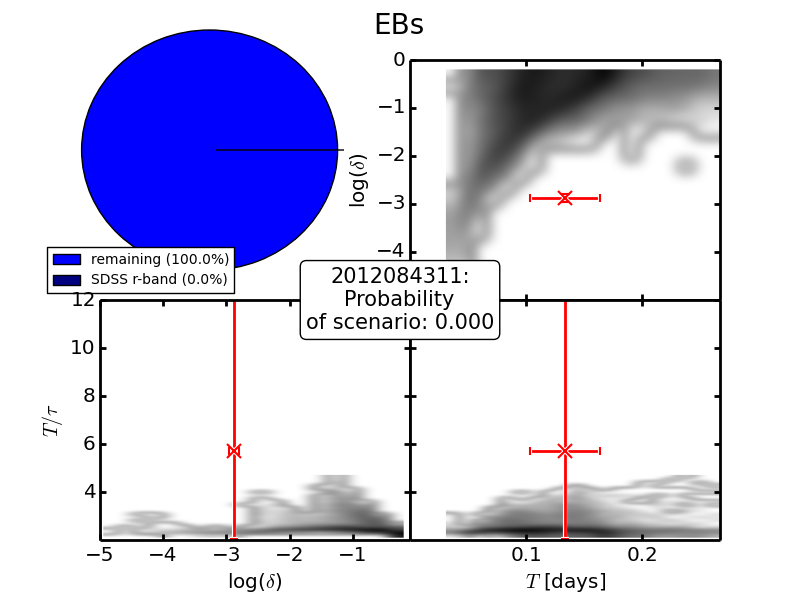 EBs
0
−1
−2
−3
−4
log(δ)
remaining (100.0%)
SDSS r-band (0.0%)
2012084311:
Probability
of scenario: 0.000
12
10
8
6
4
T/τ
−5 −4 −3 −2 −1
log(δ)
0.1 0.2
T [days]